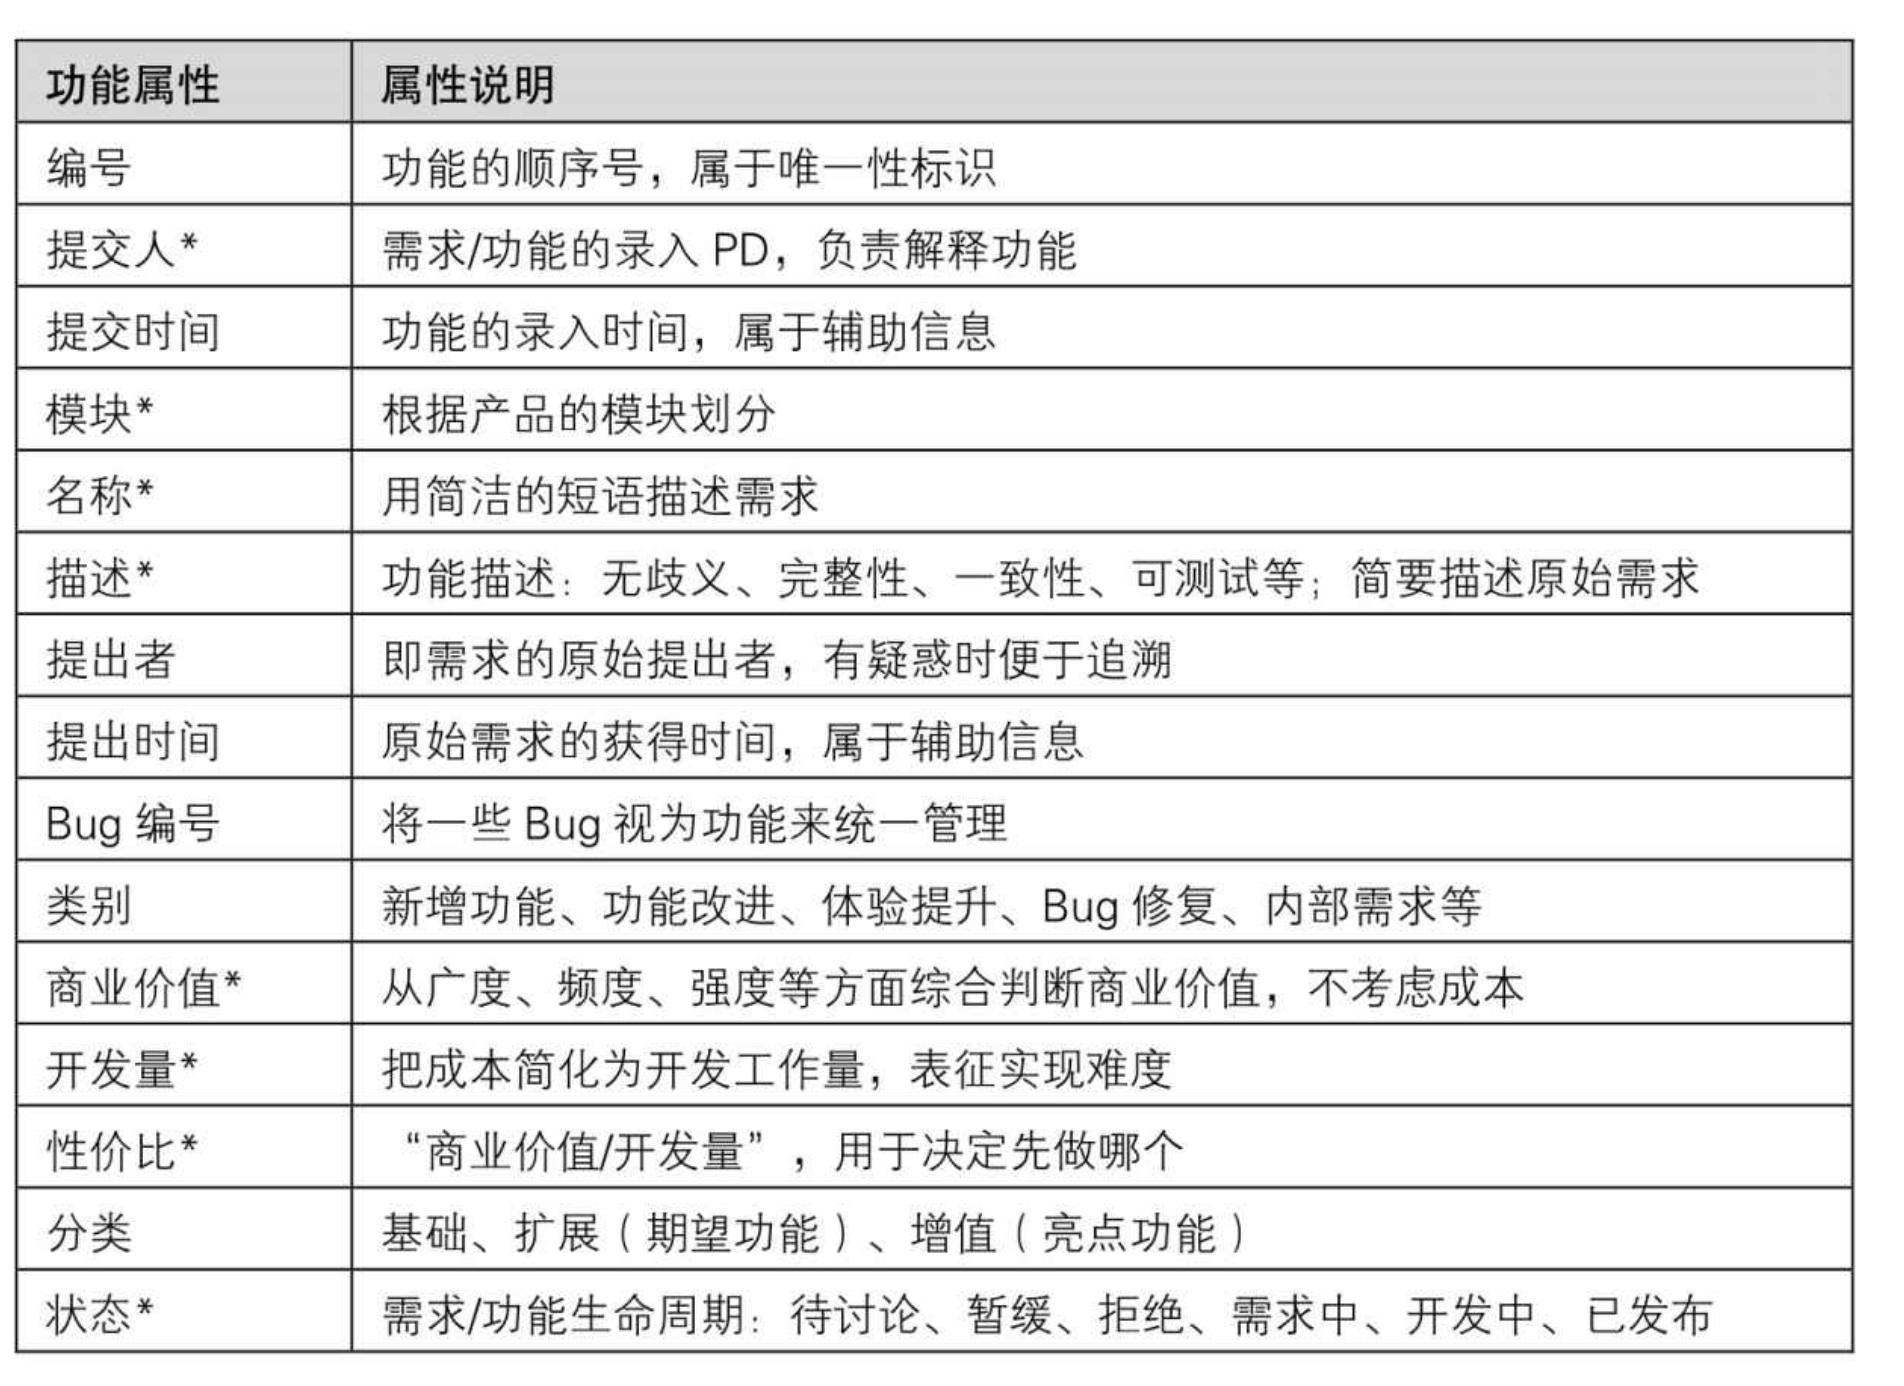 功能属性 属性说明
编号 功能的顺序号，属于唯一性标识
提交人* 需求/功能的录入 PD，负责解释功能
提交时间 功能的录入时间，属于辅助信息
模块* 根据产品的模块划分
名称* 用简洁的短语描述需求
描述* 功能描述：无歧义、完整性、一致性、可测试等；简要描述原始需求
提出者 即需求的原始提出者，有疑惑时便于追溯
提出时间 原始需求的获得时间，属于辅助信息
Bug 编号 将一些 Bug 视为功能来统一管理
类别 新增功能、功能改进、体验提升、Bug 修复、内部需求等
商业价值* 从广度、频度、强度等方面综合判断商业价值，不考虑成本
开发量* 把成本简化为开发工作量，表征实现难度
性价比* “商业价值/开发量”，用于决定先做哪个
分类 基础、扩展（期望功能）、增值（亮点功能）
状态* 需求/功能生命周期：待讨论、暂缓、拒绝、需求中、开发中、已发布